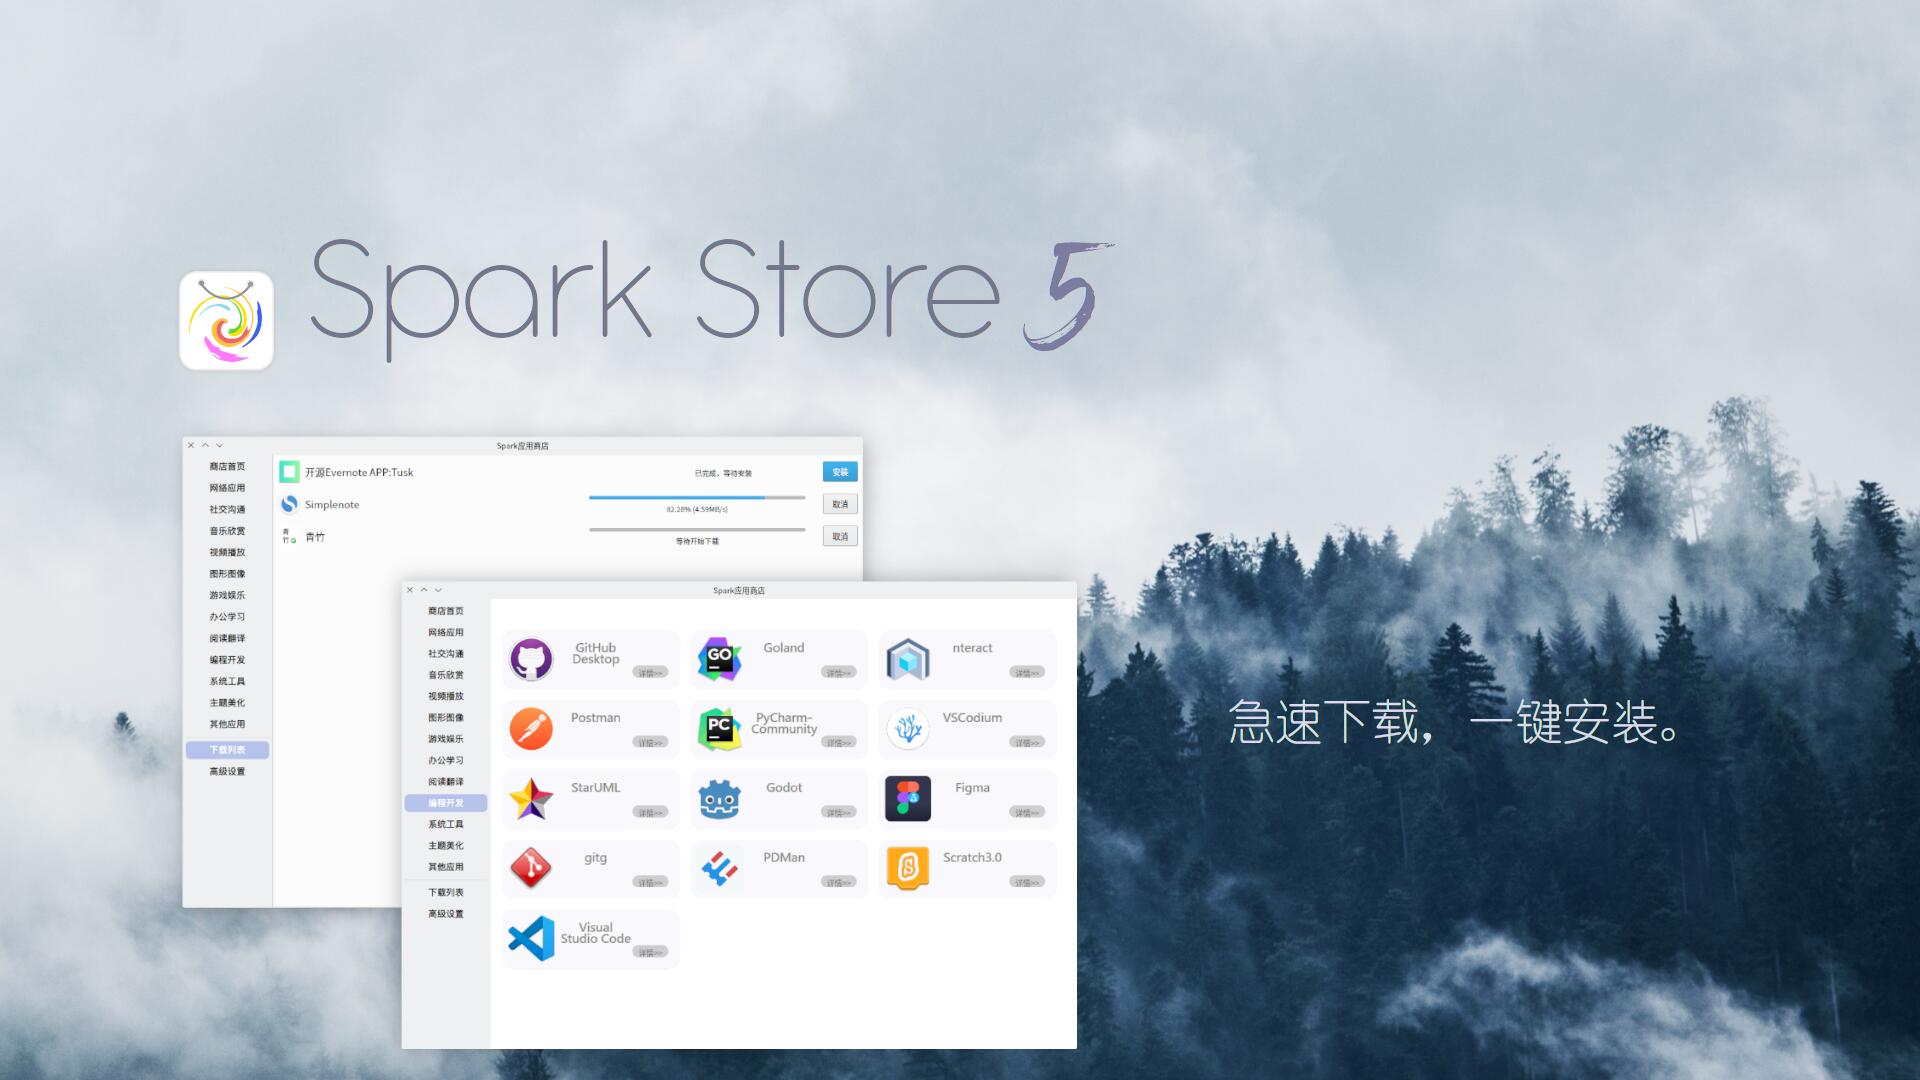 Spark Store 5
Spark应用商店
商店首页
网络应用
社交沟通
音乐欣赏
视频播放
图形图像
游戏娱乐
办公学习
阅读翻译
编程开发
系统工具
主题美化
其他应用
下载列表
高级设置
开源Evernote APP:Tusk
已完成，等待安装
安装
Simplenote
82.28% (4.59MB/s)
取消
青竹
青竹
等待开始下载
取消
Spark应用商店
商店首页
网络应用
社交沟通
音乐欣赏
视频播放
图形图像
游戏娱乐
办公学习
阅读翻译
编程开发
系统工具
主题美化
其他应用
下载列表
高级设置
GitHub
Desktop
详情>>
GO
Goland
详情>>
nteract
详情>>
Postman
详情>>
PC
PyCharm-
Community
详情>>
VSCodium
详情>>
StarUML
详情>>
Godot
详情>>
Figma
详情>>
gitg
详情>>
PDMan
详情>>
Scratch3.0
详情>>
Visual
Studio Code
详情>>
急速下载，一键安装。